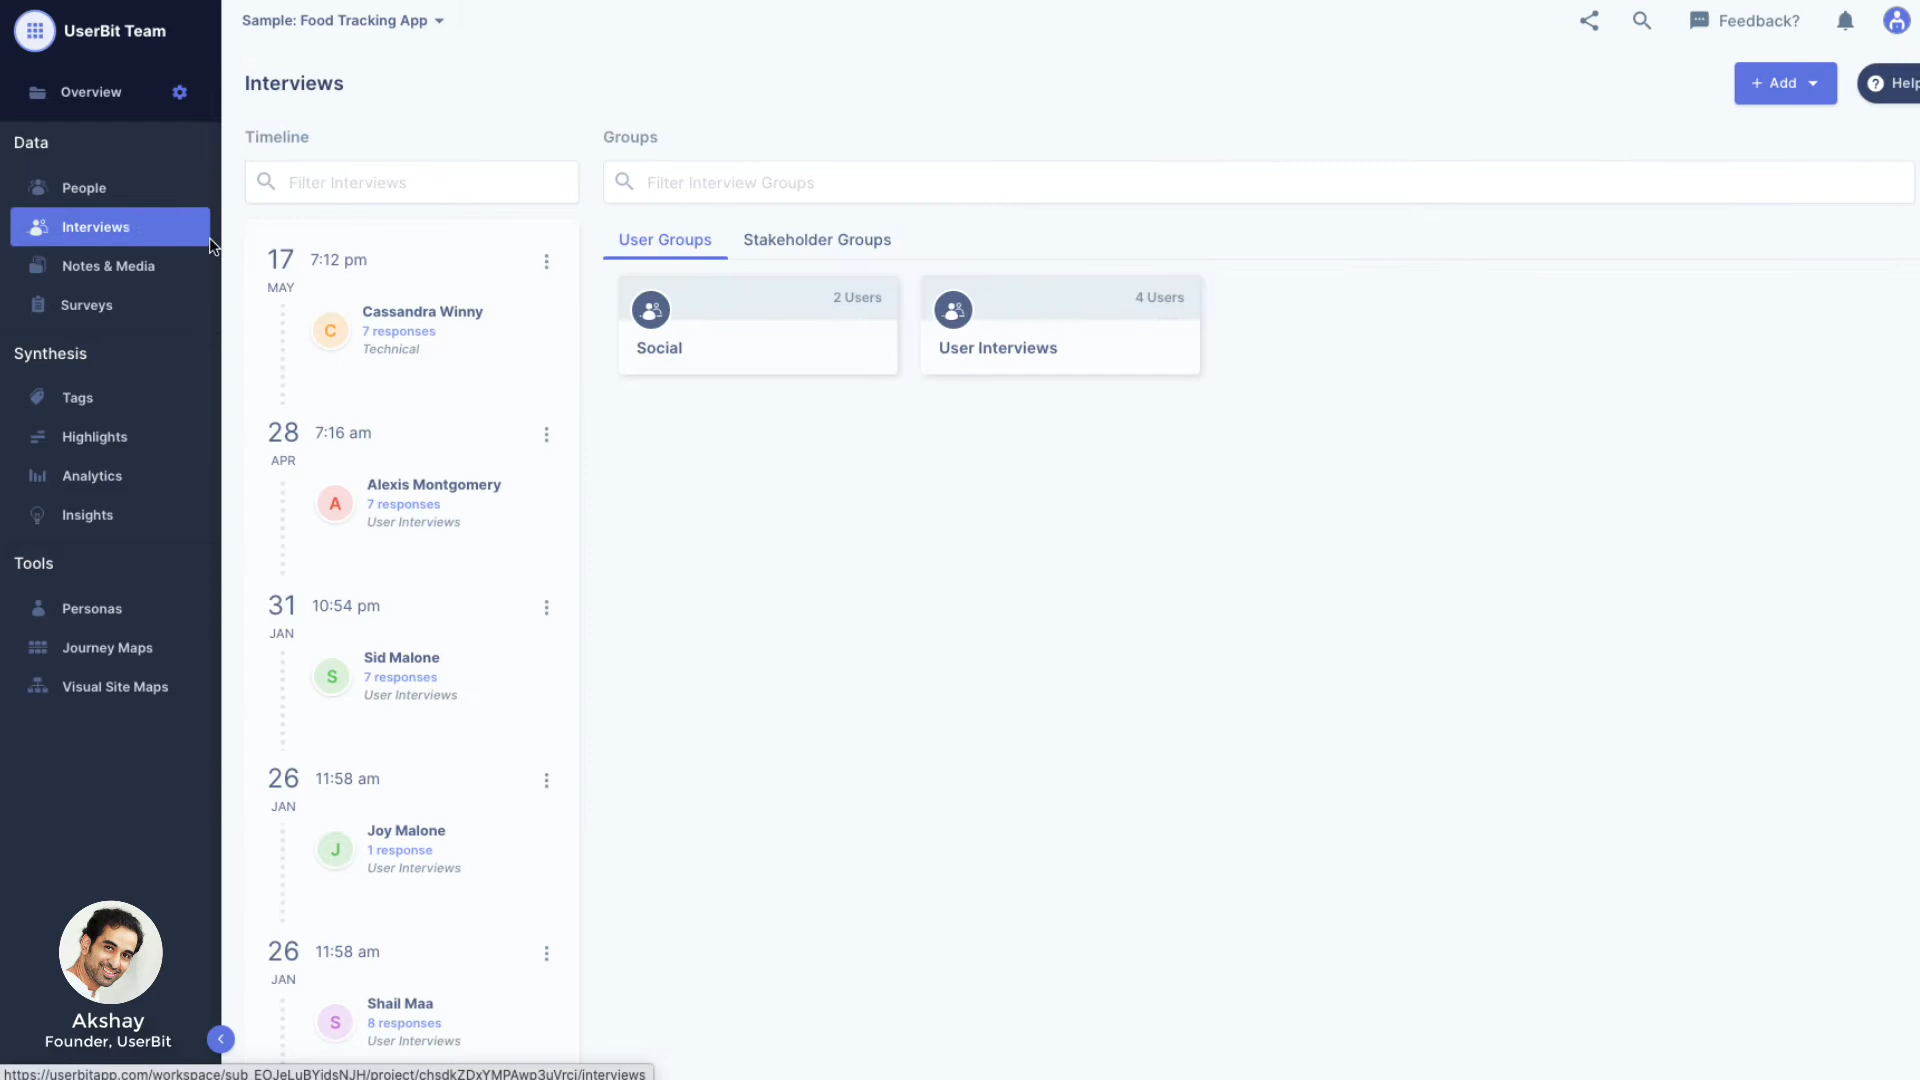 UserBit Team
Sample: Food Tracking App
Feedback?
Overview
Interviews
+ Add
Help
Data
Timeline
Groups
People
Filter Interviews
Filter Interview Groups
Interviews
Notes & Media
Surveys
User Groups
Stakeholder Groups
17
7:12 pm
MAY
Cassandra Winny
7 responses
Technical
2 Users
Social
4 Users
User Interviews
Synthesis
Tags
Highlights
Analytics
Insights
28
7:16 am
APR
Alexis Montgomery
7 responses
User Interviews
Tools
Personas
Journey Maps
Visual Site Maps
31
10:54 pm
JAN
Sid Malone
7 responses
User Interviews
26
11:58 am
JAN
Joy Malone
1 response
User Interviews
26
11:58 am
JAN
Shail Maa
8 responses
User Interviews
C
A
S
J
S
Akshay
Founder, UserBit